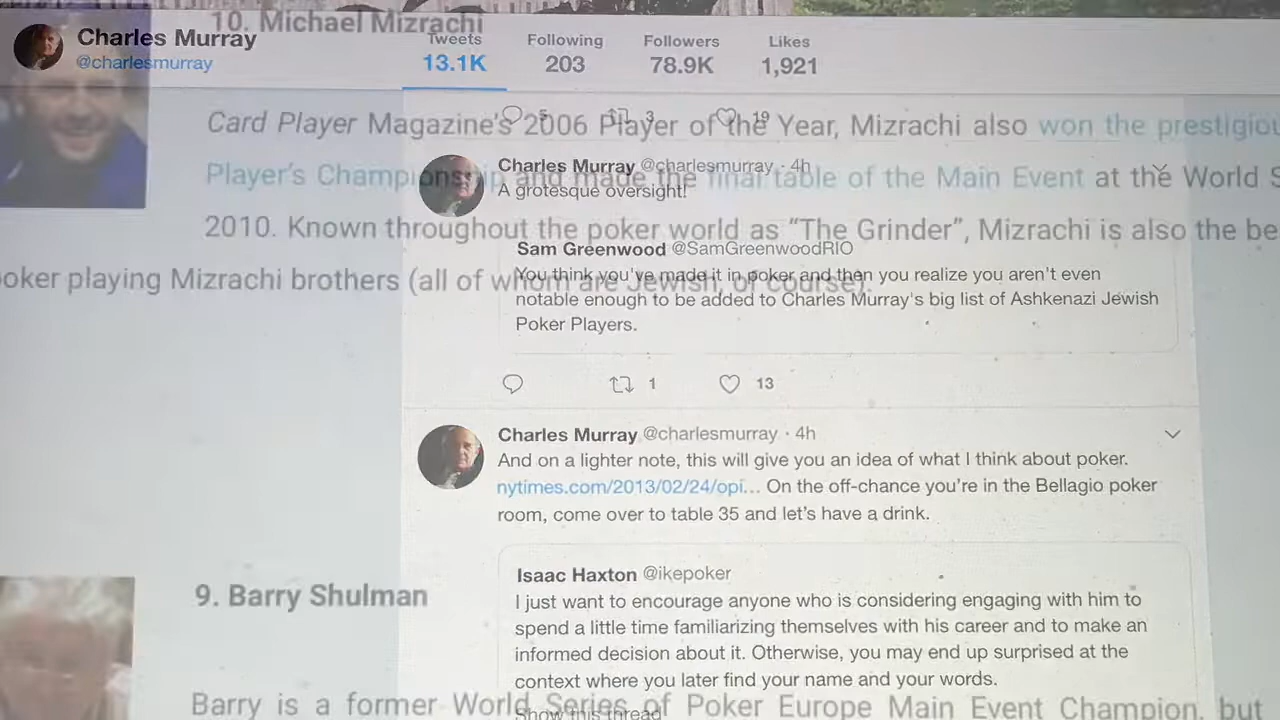 10. Michael Mizrachi
Charles Murray
@charlesmurray
Tweets
13.1K
Following
203
Followers
78.9K
Likes
1,921
5 3 19
Card Player Magazine's 2006 Player of the Year, Mizrachi also won the prestigiou
Charles Murray @charlesmurray · 4h
Player's Championship and made the final table of the Main Event at the World S
A grotesque oversight!
2010. Known throughout the poker world as “The Grinder”, Mizrachi is also the be
Sam Greenwood @SamGreenwoodRIO
oker playing Mizrachi brothers (all of whom are Jewish, of course).
You think you've made it in poker and then you realize you aren't even
notable enough to be added to Charles Murray's big list of Ashkenazi Jewish
Poker Players.
1 13
Charles Murray @charlesmurray · 4h
And on a lighter note, this will give you an idea of what I think about poker.
nytimes.com/2013/02/24/opi... On the off-chance you're in the Bellagio poker
room, come over to table 35 and let's have a drink.
Isaac Haxton @ikepoker
9. Barry Shulman
I just want to encourage anyone who is considering engaging with him to
spend a little time familiarizing themselves with his career and to make an
informed decision about it. Otherwise, you may end up surprised at the
context where you later find your name and your words.
Barry is a former World Series of Poker Europe Main Event Champion, but
Show this thread